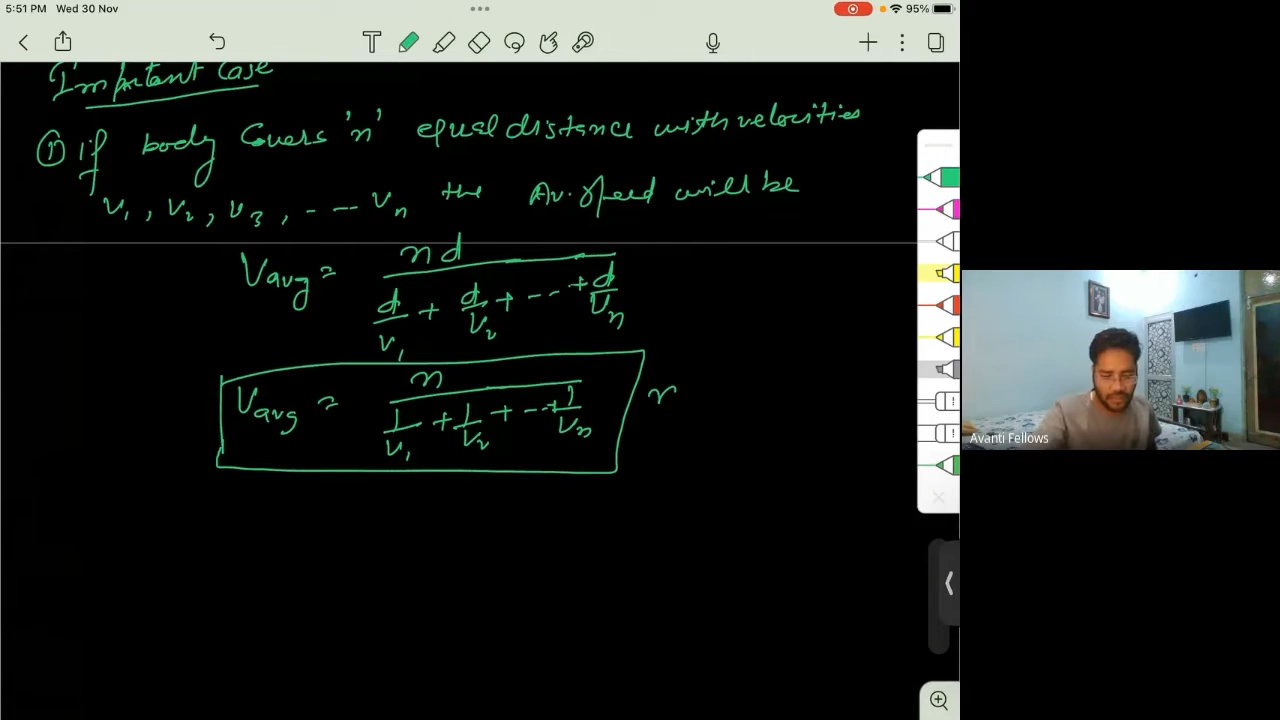 5:51 PM Wed 30 Nov
95%
Important Case
① if body Covers 'n' equal distance with velocities
v₁, v₂, v₃, - -- vₙ the Av. speed will be
Vavg = nd / (d/v₁ + d/v₂ + -- + d/vₙ)
Vavg = n / (1/v₁ + 1/v₂ + -- + 1/vₙ)
n
Avanti Fellows